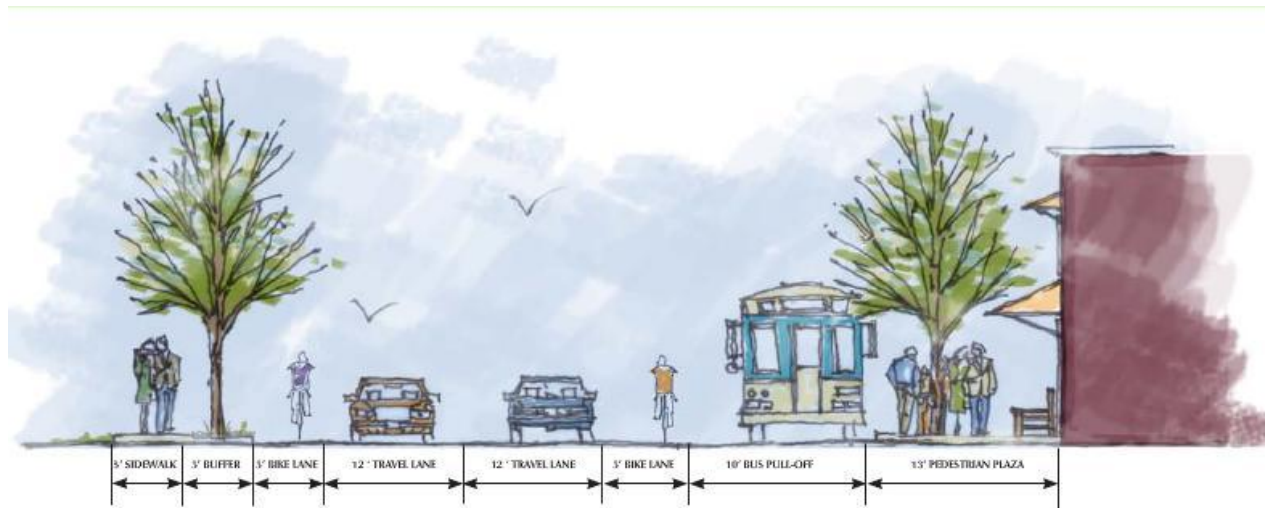 5' SIDEWALK
5' BUFFER
5' BIKE LANE
12' TRAVEL LANE
12' TRAVEL LANE
5' BIKE LANE
10' BUS PULL-OFF
13' PEDESTRIAN PLAZA